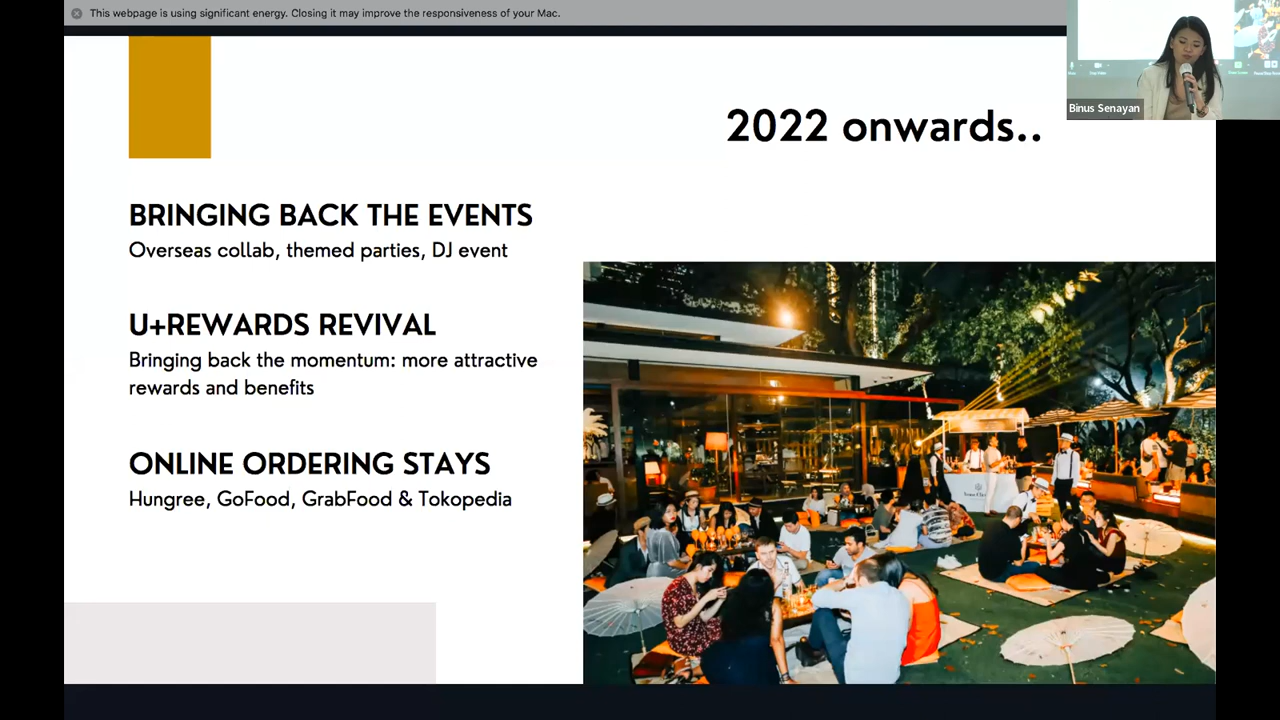 This webpage is using significant energy. Closing it may improve the responsiveness of your Mac.
Binus Senayan
2022 onwards..
BRINGING BACK THE EVENTS
Overseas collab, themed parties, DJ event
U+REWARDS REVIVAL
Bringing back the momentum: more attractive
rewards and benefits
ONLINE ORDERING STAYS
Hungree, GoFood, GrabFood & Tokopedia